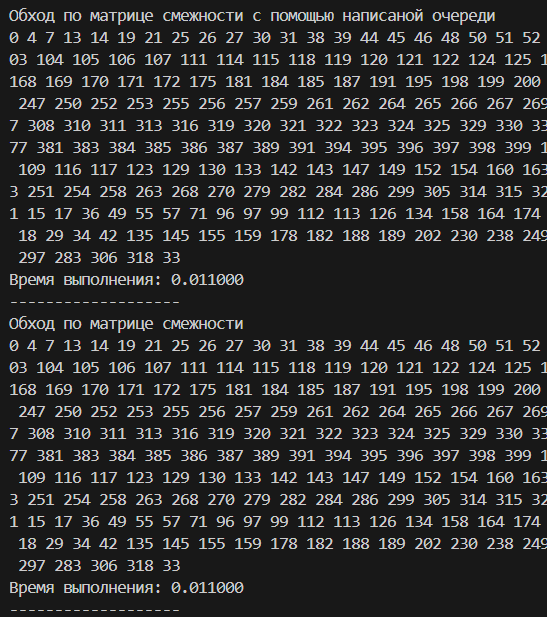 Обход по матрице смежности с помощью написаной очереди
0 4 7 13 14 19 21 25 26 27 30 31 38 39 44 45 46 48 50 51 52
03 104 105 106 107 111 114 115 118 119 120 121 122 124 125 1
168 169 170 171 172 175 181 184 185 187 191 195 198 199 200
247 250 252 253 255 256 257 259 261 262 264 265 266 267 269
7 308 310 311 313 316 319 320 321 322 323 324 325 329 330 33
77 381 383 384 385 386 387 389 391 394 395 396 397 398 399 1
109 116 117 123 129 130 133 142 143 147 149 152 154 160 163
3 251 254 258 263 268 270 279 282 284 286 299 305 314 315 32
1 15 17 36 49 55 57 71 96 97 99 112 113 126 134 158 164 174
18 29 34 42 135 145 155 159 178 182 188 189 202 230 238 249
297 283 306 318 33
Время выполнения: 0.011000
-------------------
Обход по матрице смежности
0 4 7 13 14 19 21 25 26 27 30 31 38 39 44 45 46 48 50 51 52
03 104 105 106 107 111 114 115 118 119 120 121 122 124 125 1
168 169 170 171 172 175 181 184 185 187 191 195 198 199 200
247 250 252 253 255 256 257 259 261 262 264 265 266 267 269
7 308 310 311 313 316 319 320 321 322 323 324 325 329 330 33
77 381 383 384 385 386 387 389 391 394 395 396 397 398 399 1
109 116 117 123 129 130 133 142 143 147 149 152 154 160 163
3 251 254 258 263 268 270 279 282 284 286 299 305 314 315 32
1 15 17 36 49 55 57 71 96 97 99 112 113 126 134 158 164 174
18 29 34 42 135 145 155 159 178 182 188 189 202 230 238 249
297 283 306 318 33
Время выполнения: 0.011000
-------------------